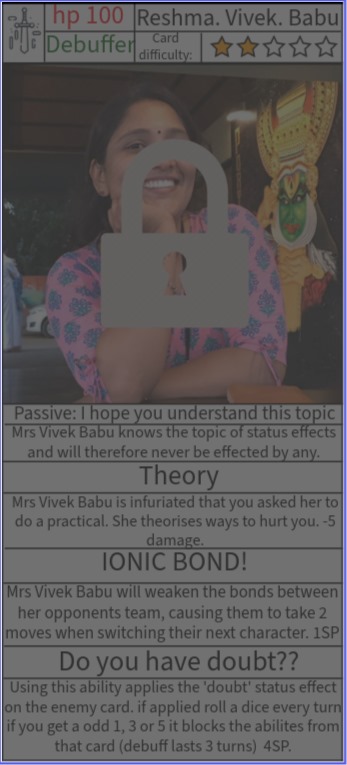 hp 100
Reshma. Vivek. Babu
Debuffer
Card
difficulty:
Passive: I hope you understand this topic
Mrs Vivek Babu knows the topic of status effects
and will therefore never be effected by any.
Theory
Mrs Vivek Babu is infuriated that you asked her to
do a practical. She theorises ways to hurt you. -5
damage.
IONIC BOND!
Mrs Vivek Babu will weaken the bonds between
her opponents team, causing them to take 2
moves when switching their next character. 1SP
Do you have doubt??
Using this ability applies the 'doubt' status effect
on the enemy card. if applied roll a dice every turn
if you get a odd 1, 3 or 5 it blocks the abilites from
that card (debuff lasts 3 turns) 4SP.